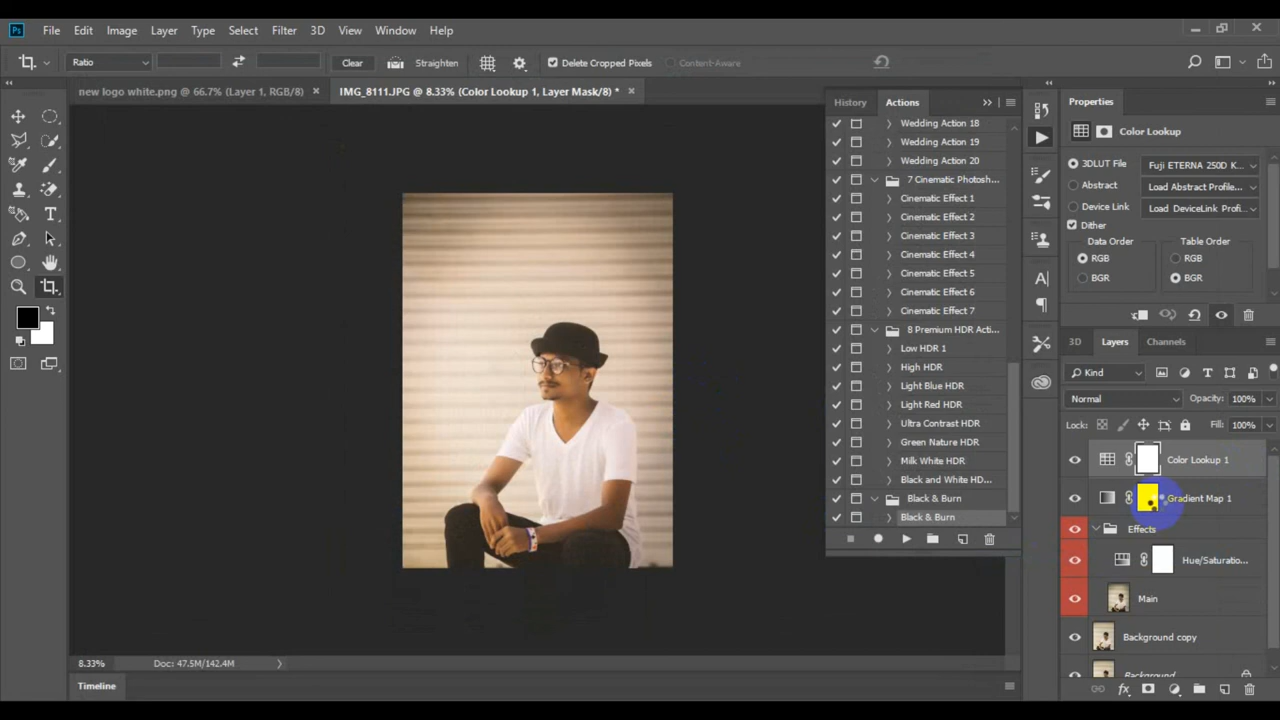 Ps File Edit Image Layer Type Select Filter 3D View Window Help
Ratio Clear Straighten Delete Cropped Pixels Content-Aware
new logo white.png @ 66.7% (Layer 1, RGB/8) × IMG_8111.JPG @ 8.33% (Color Lookup 1, Layer Mask/8) * ×
History Actions
Wedding Action 18
Wedding Action 19
Wedding Action 20
7 Cinematic Photosh...
Cinematic Effect 1
Cinematic Effect 2
Cinematic Effect 3
Cinematic Effect 4
Cinematic Effect 5
Cinematic Effect 6
Cinematic Effect 7
8 Premium HDR Acti...
Low HDR 1
High HDR
Light Blue HDR
Light Red HDR
Ultra Contrast HDR
Green Nature HDR
Milk White HDR
Black and White HD...
Black & Burn
Black & Burn
Properties
Color Lookup
3DLUT File Fuji ETERNA 250D K...
Abstract Load Abstract Profile...
Device Link Load DeviceLink Profi...
Dither
Data Order Table Order
RGB RGB
BGR BGR
3D Layers Channels
Kind
Normal Opacity: 100%
Lock: Fill: 100%
Color Lookup 1
Gradient Map 1
Effects
Hue/Saturatio...
Main
Background copy
Background
8.33% Doc: 47.5M/142.4M
Timeline